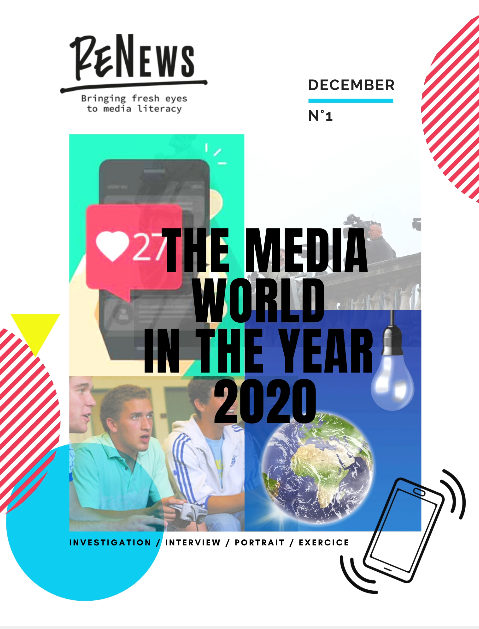 ReNews
Bringing fresh eyes
to media literacy
DECEMBER
N°1
27
THE MEDIA
WORLD
IN THE YEAR
2020
INVESTIGATION / INTERVIEW / PORTRAIT / EXERCICE